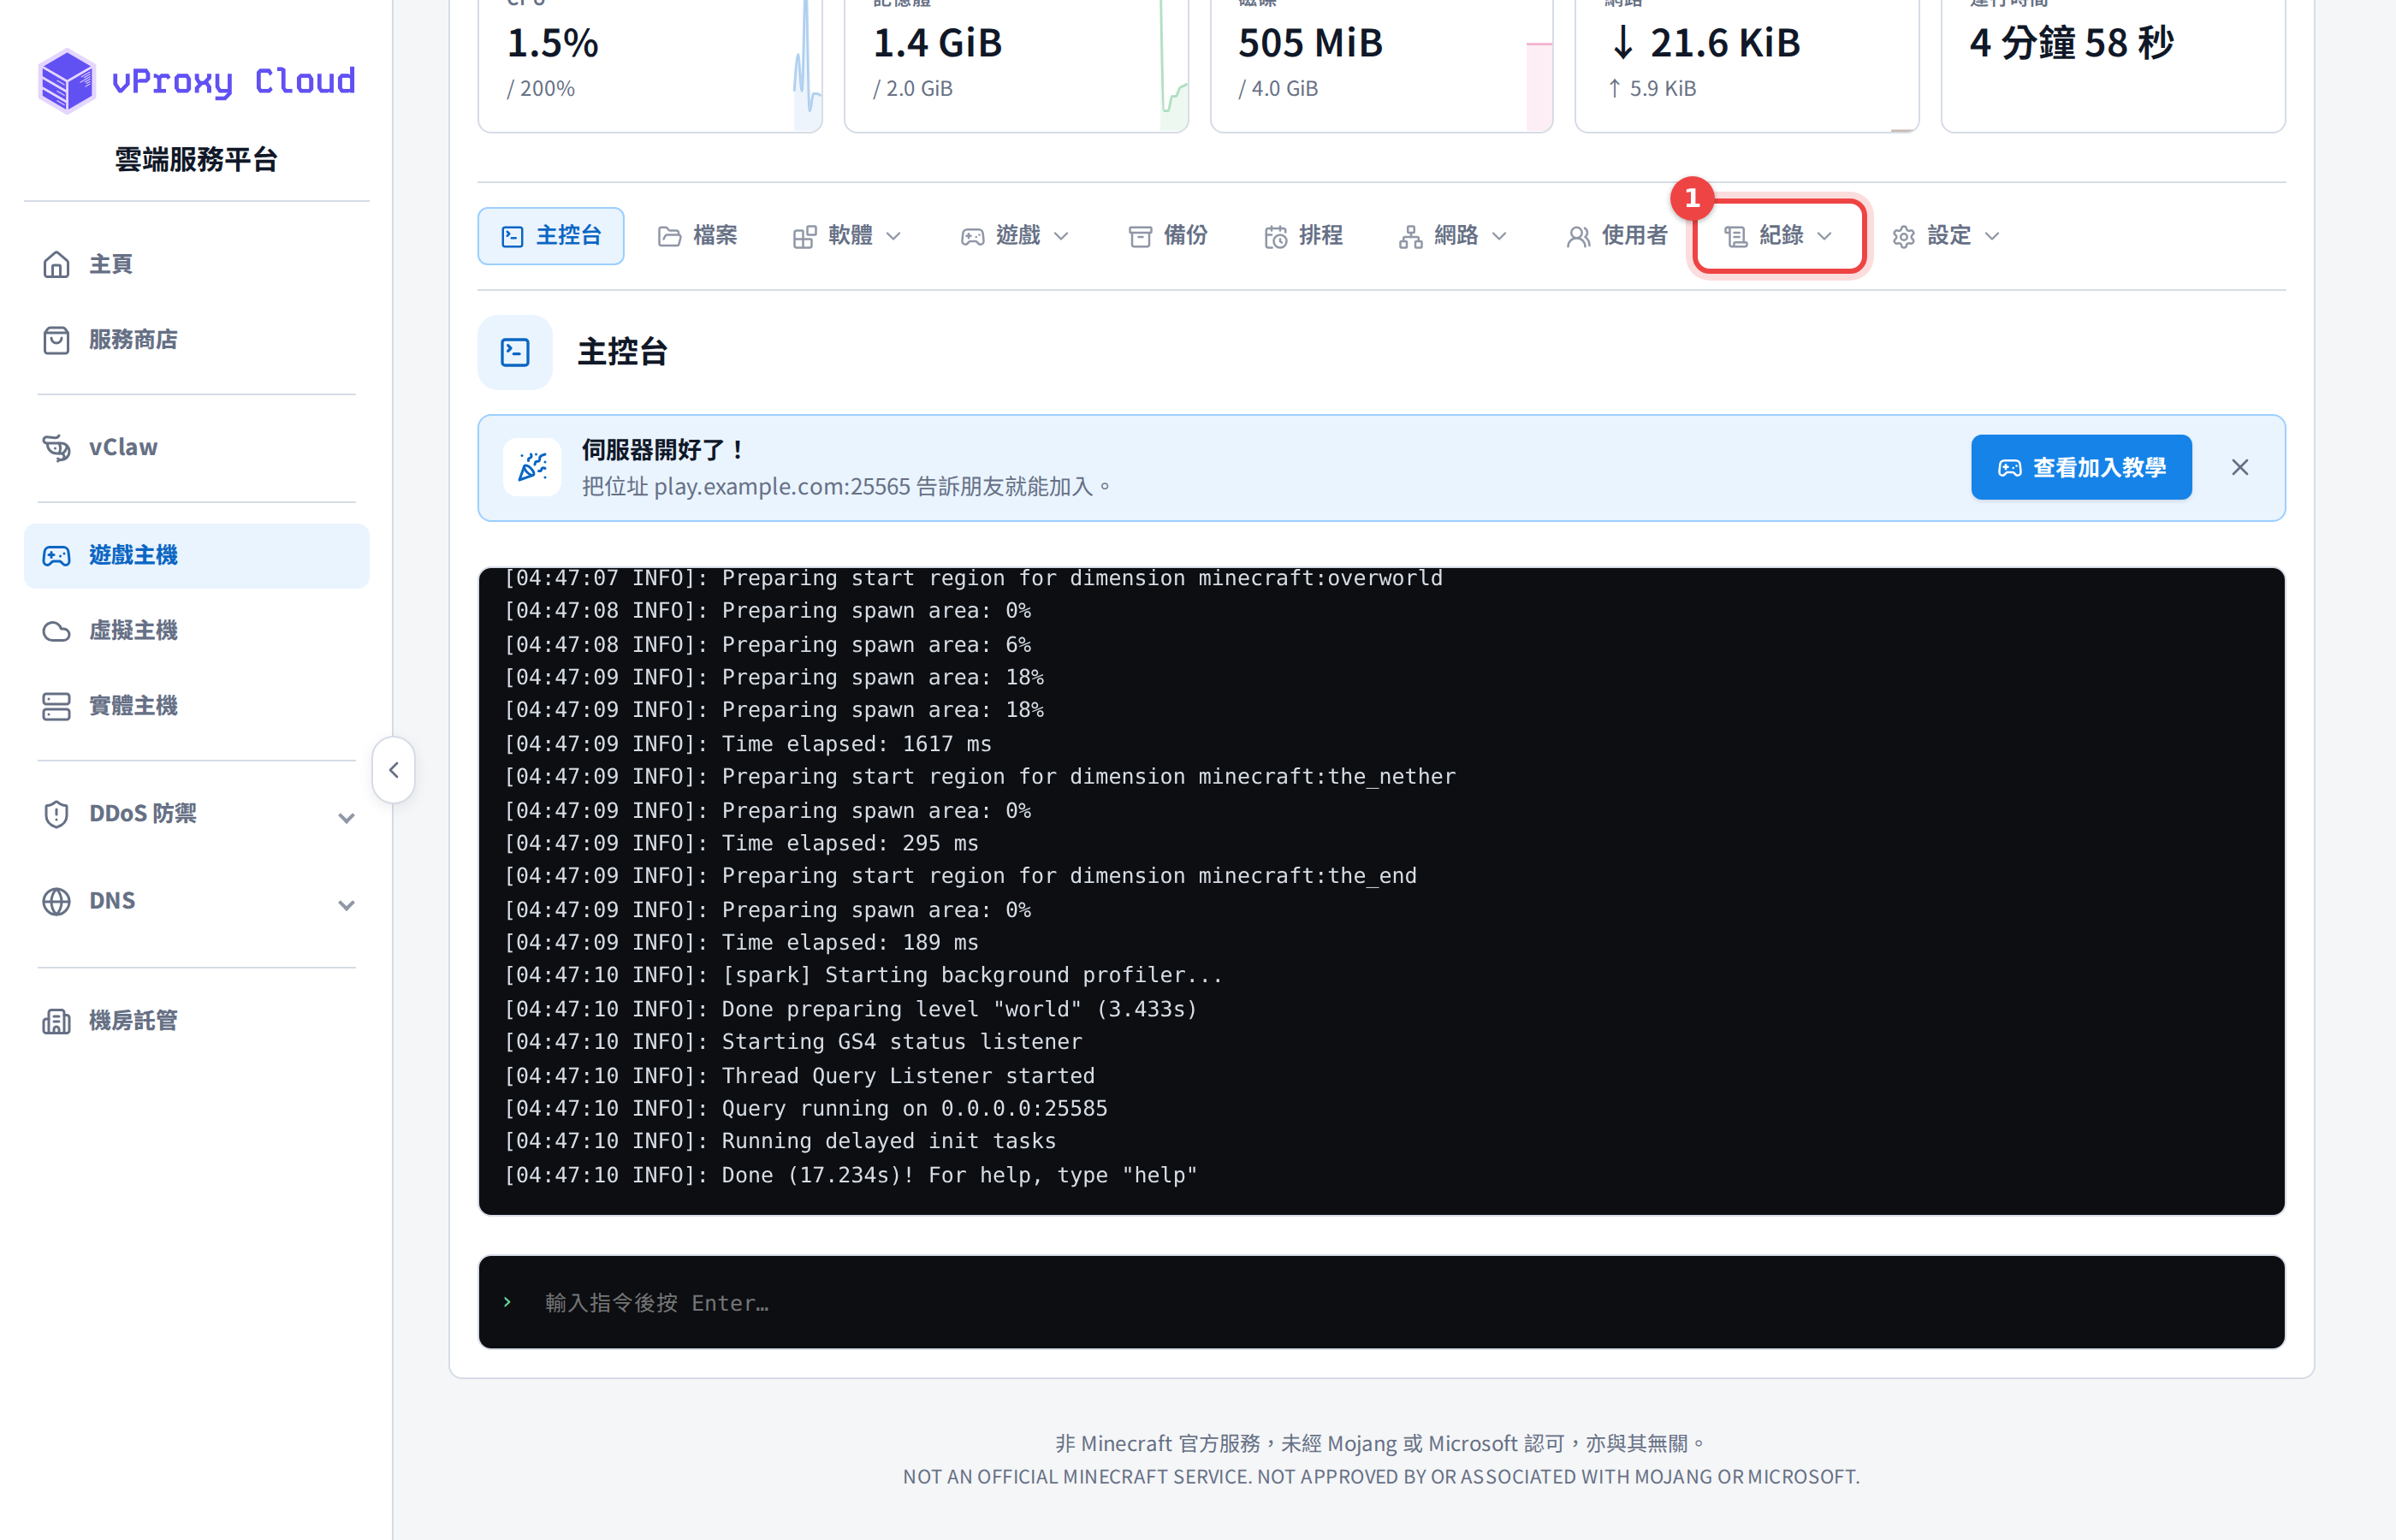 vProxy Cloud
雲端服務平台
主頁
服務商店
vClaw
遊戲主機
虛擬主機
實體主機
DDoS 防禦
DNS
機房託管
1.5%
/ 200%
1.4 GiB
/ 2.0 GiB
505 MiB
/ 4.0 GiB
↓ 21.6 KiB
↑ 5.9 KiB
4 分鐘 58 秒
1
主控台 檔案 軟體 遊戲 備份 排程 網路 使用者 紀錄 設定
主控台
伺服器開好了！
把位址 play.example.com:25565 告訴朋友就能加入。
查看加入教學
[04:47:07 INFO]: Preparing start region for dimension minecraft:overworld
[04:47:08 INFO]: Preparing spawn area: 0%
[04:47:08 INFO]: Preparing spawn area: 6%
[04:47:09 INFO]: Preparing spawn area: 18%
[04:47:09 INFO]: Preparing spawn area: 18%
[04:47:09 INFO]: Time elapsed: 1617 ms
[04:47:09 INFO]: Preparing start region for dimension minecraft:the_nether
[04:47:09 INFO]: Preparing spawn area: 0%
[04:47:09 INFO]: Time elapsed: 295 ms
[04:47:09 INFO]: Preparing start region for dimension minecraft:the_end
[04:47:09 INFO]: Preparing spawn area: 0%
[04:47:09 INFO]: Time elapsed: 189 ms
[04:47:10 INFO]: [spark] Starting background profiler...
[04:47:10 INFO]: Done preparing level "world" (3.433s)
[04:47:10 INFO]: Starting GS4 status listener
[04:47:10 INFO]: Thread Query Listener started
[04:47:10 INFO]: Query running on 0.0.0.0:25585
[04:47:10 INFO]: Running delayed init tasks
[04:47:10 INFO]: Done (17.234s)! For help, type "help"
› 輸入指令後按 Enter…
非 Minecraft 官方服務，未經 Mojang 或 Microsoft 認可，亦與其無關。
NOT AN OFFICIAL MINECRAFT SERVICE. NOT APPROVED BY OR ASSOCIATED WITH MOJANG OR MICROSOFT.